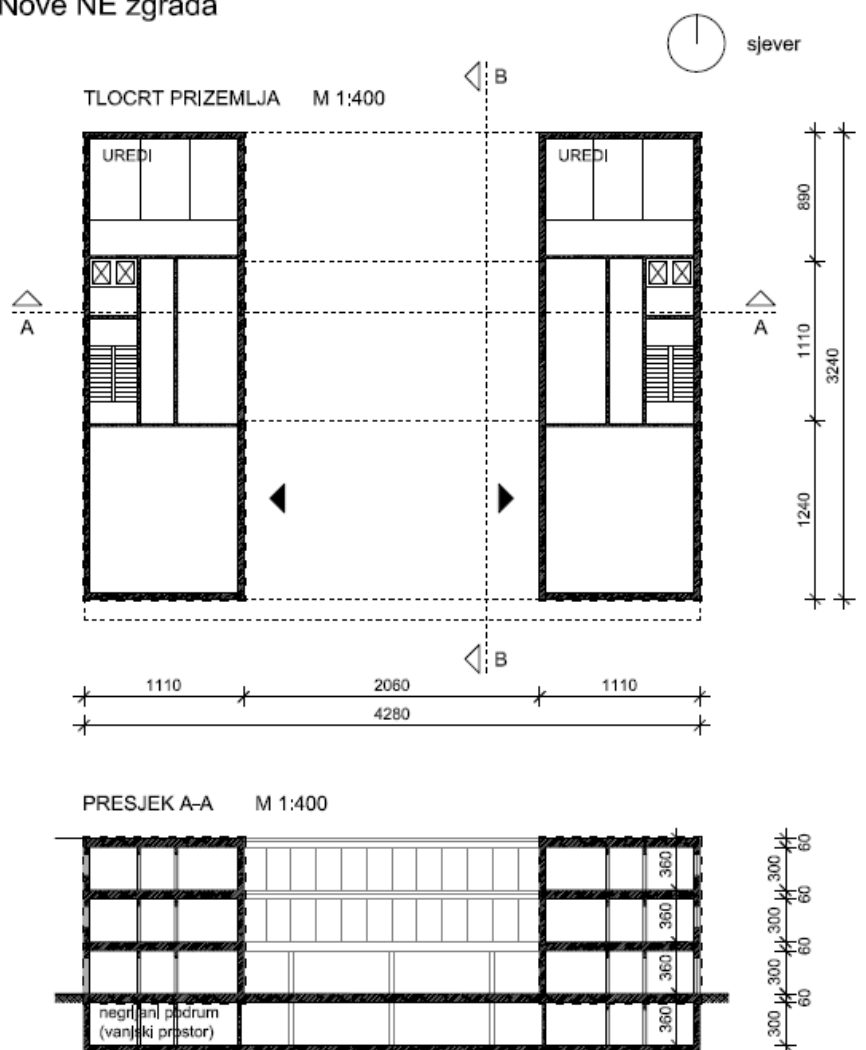 Nove NE zgrada
sjever
B
TLOCRT PRIZEMLJA M 1:400
UREDI
UREDI
890
A
A
1110
3240
1240
B
1110
2060
1110
4280
PRESJEK A-A M 1:400
60
360
300
60
360
300
60
360
300
60
negrijani podrum
(vanjski prostor)
360
300